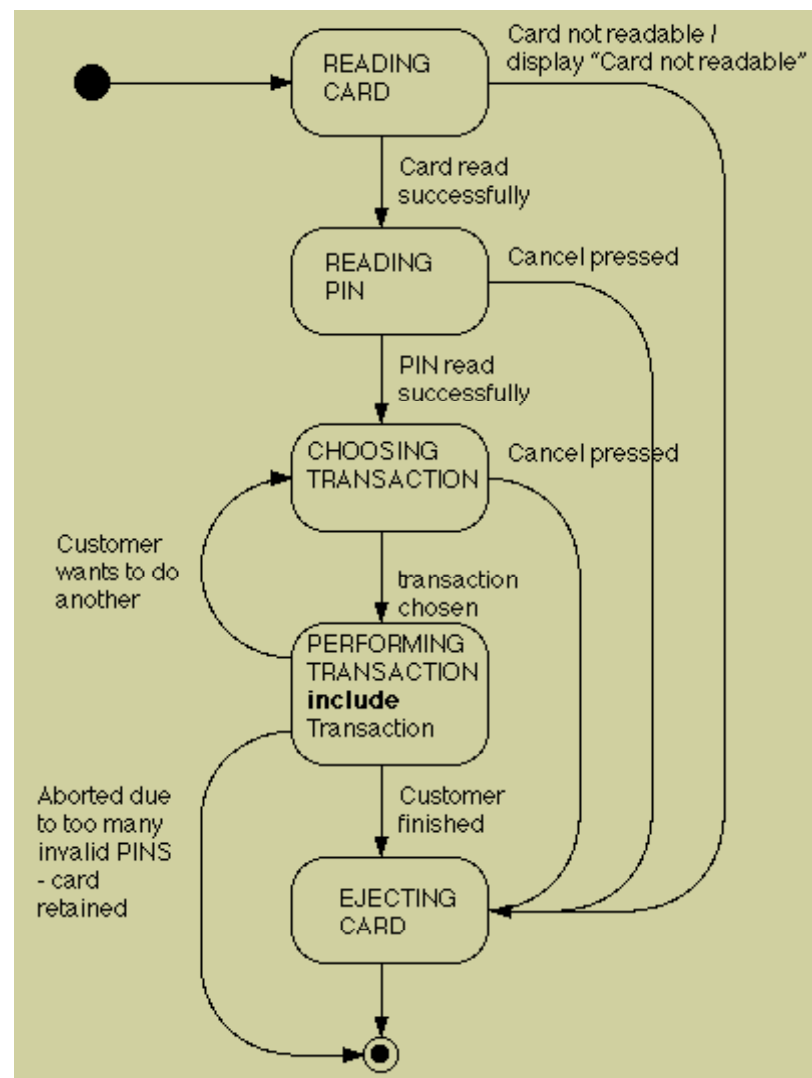 READING
CARD
Card not readable /
display "Card not readable"
Card read
successfully
READING
PIN
Cancel pressed
PIN read
successfully
CHOOSING
TRANSACTION
Cancel pressed
Customer
wants to do
another
transaction
chosen
PERFORMING
TRANSACTION
include
Transaction
Aborted due
to too many
invalid PINS
- card
retained
Customer
finished
EJECTING
CARD